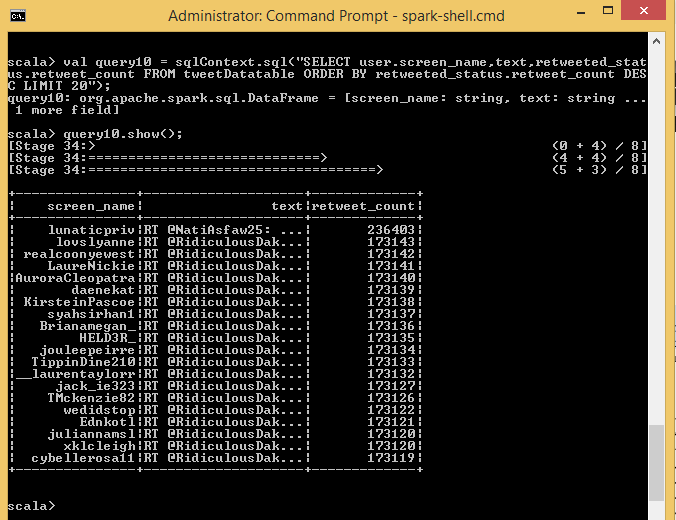 Administrator: Command Prompt - spark-shell.cmd
scala> val query10 = sqlContext.sql("SELECT user.screen_name,text,retweeted_stat
us.retweet_count FROM tweetDatatable ORDER BY retweeted_status.retweet_count DES
C LIMIT 20");
query10: org.apache.spark.sql.DataFrame = [screen_name: string, text: string ...
 1 more field]
scala> query10.show();
[Stage 34:>                                                          (0 + 4) / 8]
[Stage 34:=============================>                             (4 + 4) / 8]
[Stage 34:====================================>                      (5 + 3) / 8]
+---------------+--------------------+-------------+
|    screen_name|                text|retweet_count|
+---------------+--------------------+-------------+
|    lunaticpriv|RT @NatiAsfaw25: ...|       236403|
|     lovslyanne|RT @RidiculousDak...|       173143|
| realcoonyewest|RT @RidiculousDak...|       173142|
|    LaureNickie|RT @RidiculousDak...|       173141|
|AuroraCleopatra|RT @RidiculousDak...|       173140|
|       daenekat|RT @RidiculousDak...|       173139|
| KirsteinPascoe|RT @RidiculousDak...|       173138|
|    syahsirhan1|RT @RidiculousDak...|       173137|
|   Brianamegan_|RT @RidiculousDak...|       173136|
|        HELD3R_|RT @RidiculousDak...|       173135|
|   jouleepeirre|RT @RidiculousDak...|       173134|
|  TippinDine210|RT @RidiculousDak...|       173133|
|__laurentaylorr|RT @RidiculousDak...|       173132|
|     jack_ie323|RT @RidiculousDak...|       173127|
|    TMckenzie82|RT @RidiculousDak...|       173126|
|      wedidstop|RT @RidiculousDak...|       173122|
|        Ednkotl|RT @RidiculousDak...|       173121|
|    juliannamsl|RT @RidiculousDak...|       173120|
|      xklcleigh|RT @RidiculousDak...|       173120|
|  cybellerosa11|RT @RidiculousDak...|       173119|
+---------------+--------------------+-------------+
scala>